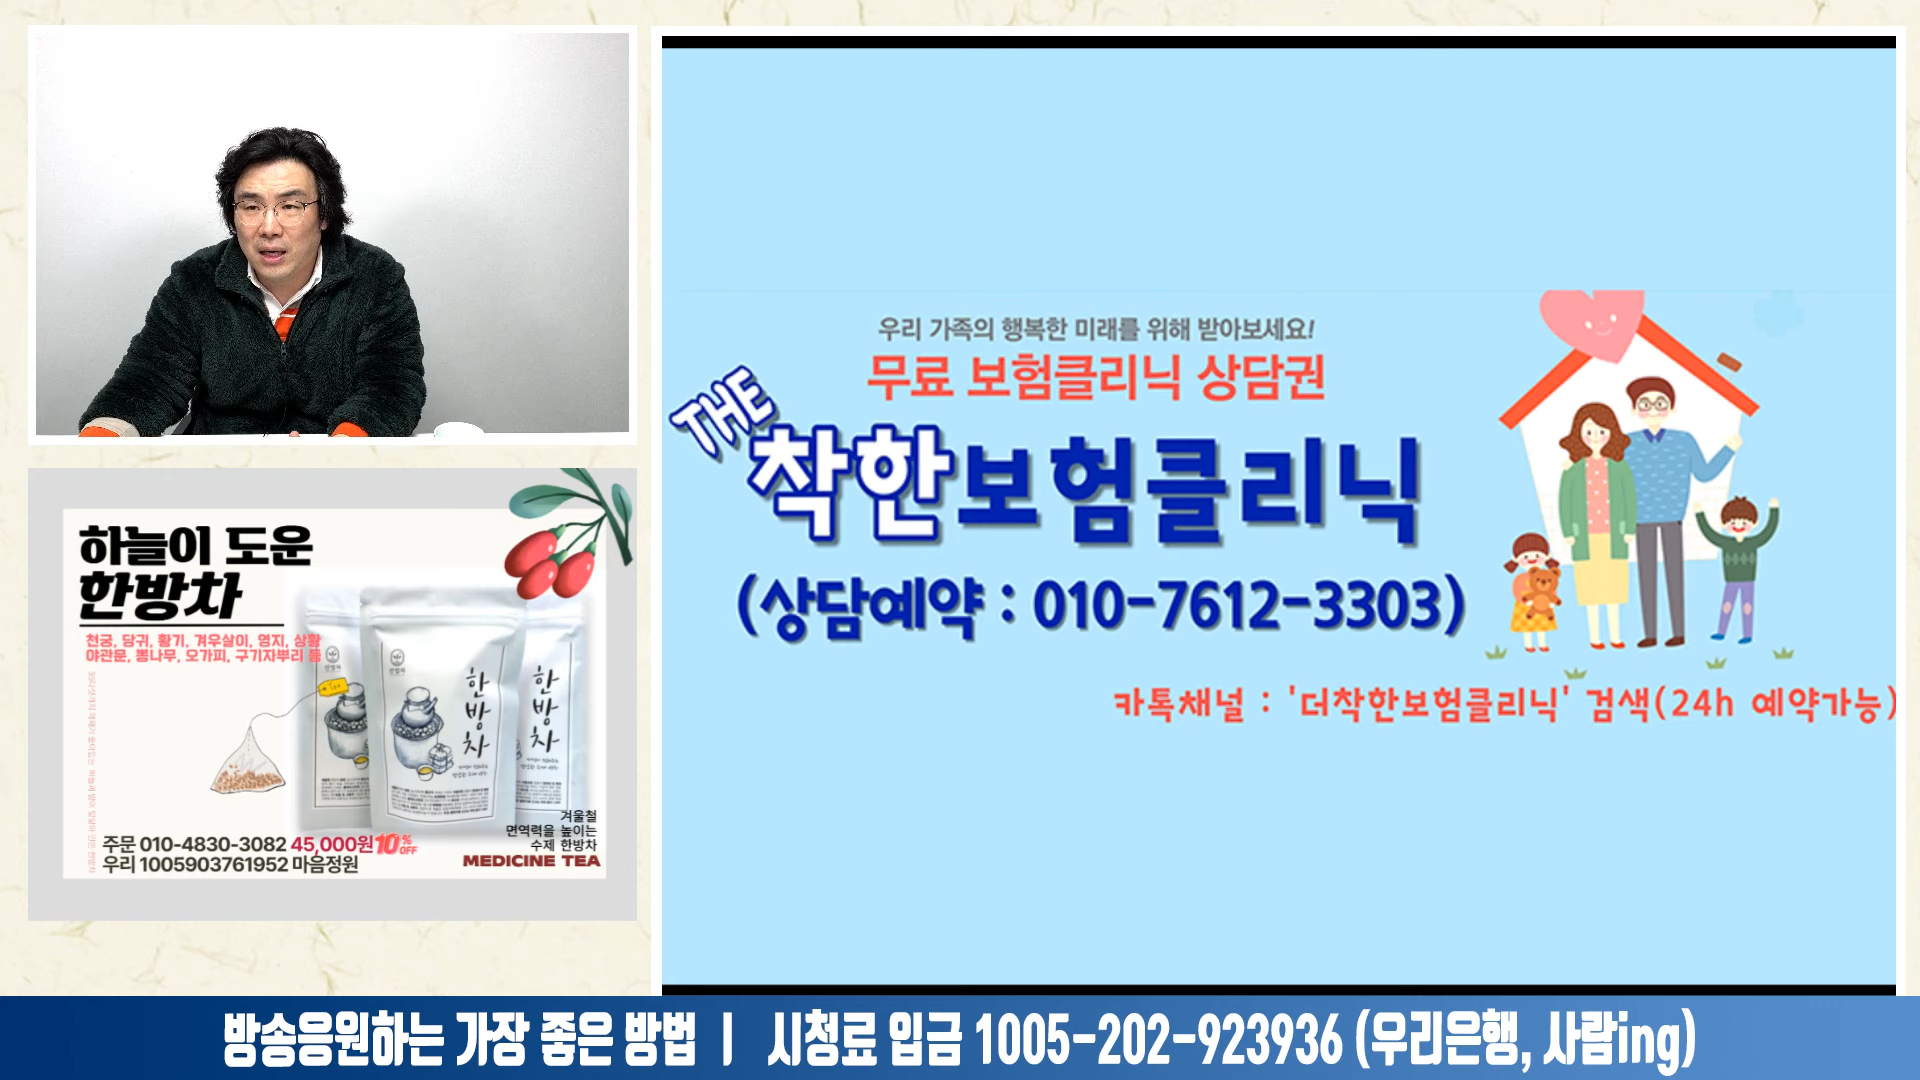 하늘이 도운
한방차
천궁, 당귀, 황기, 겨우살이, 영지, 상황
야관문, 뽕나무, 오가피, 구기자뿌리 등
한방차
한방차
주문 010-4830-3082 45,000원 10% OFF
우리 1005903761952 마음정원
겨울철
면역력을 높이는
수제 한방차
MEDICINE TEA
우리 가족의 행복한 미래를 위해 받아보세요!
무료 보험클리닉 상담권
THE
착한보험클리닉
(상담예약 : 010-7612-3303)
카톡채널 : '더착한보험클리닉' 검색(24h 예약가능)
방송응원하는 가장 좋은 방법 ㅣ 시청료 입금 1005-202-923936 (우리은행, 사람ing)